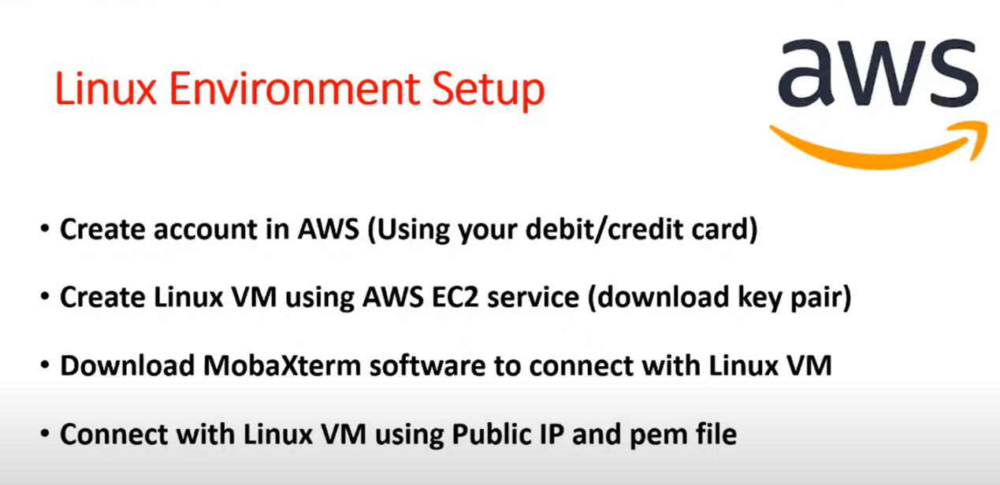 aws
Linux Environment Setup
• Create account in AWS (Using your debit/credit card)
• Create Linux VM using AWS EC2 service (download key pair)
• Download MobaXterm software to connect with Linux VM
• Connect with Linux VM using Public IP and pem file